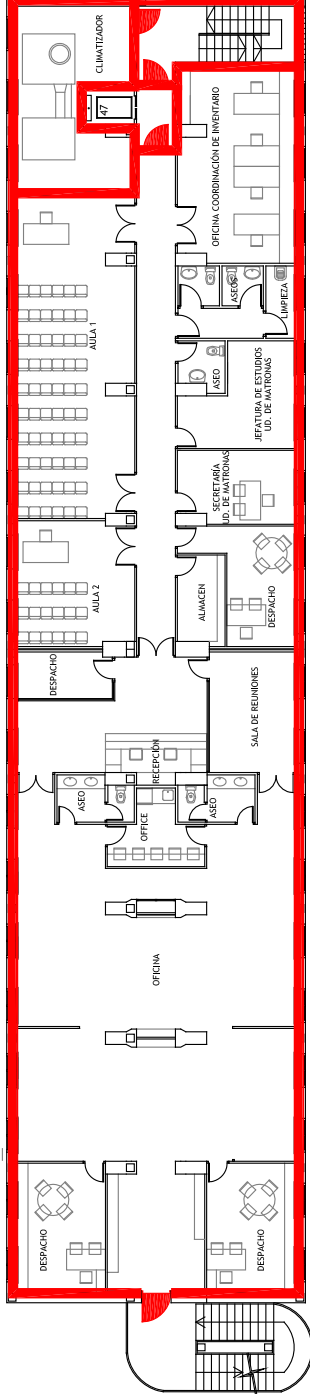 CLIMATIZADOR
47
OFICINA COORDINACIÓN DE INVENTARIO
ASEOS
LIMPIEZA
AULA 1
ASEO
JEFATURA DE ESTUDIOS
UD. DE MATRONAS
SECRETARÍA
UD. DE MATRONAS
AULA 2
ALMACEN
DESPACHO
DESPACHO
SALA DE REUNIONES
RECEPCIÓN
ASEO
OFFICE
ASEO
OFICINA
DESPACHO
DESPACHO